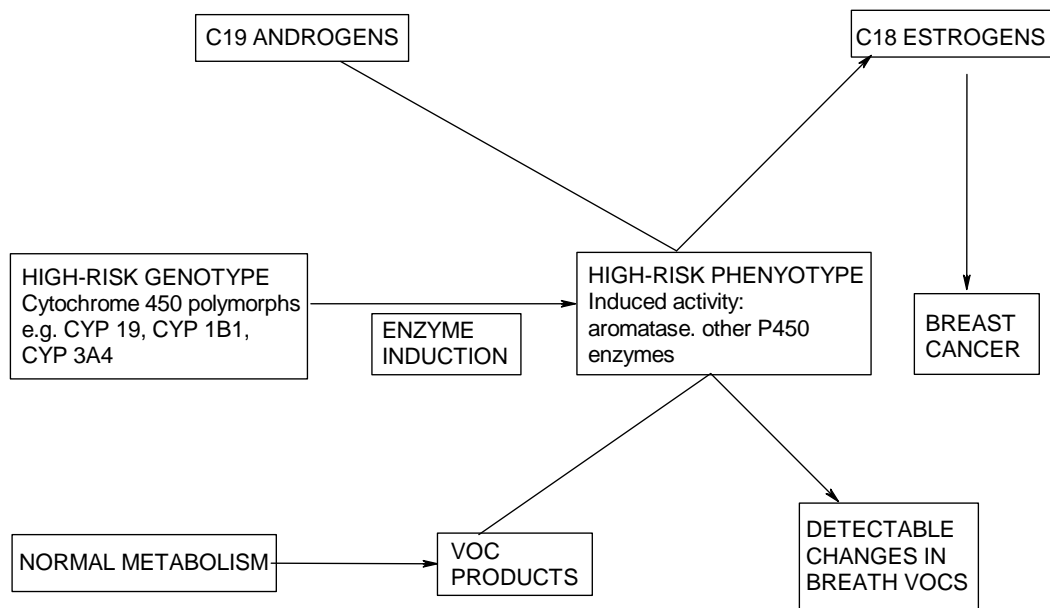 C19 ANDROGENS
C18 ESTROGENS
HIGH-RISK GENOTYPE
Cytochrome 450 polymorphs
e.g. CYP 19, CYP 1B1,
CYP 3A4
ENZYME
INDUCTION
HIGH-RISK PHENYOTYPE
Induced activity:
aromatase. other P450
enzymes
BREAST
CANCER
NORMAL METABOLISM
VOC
PRODUCTS
DETECTABLE
CHANGES IN
BREATH VOCS